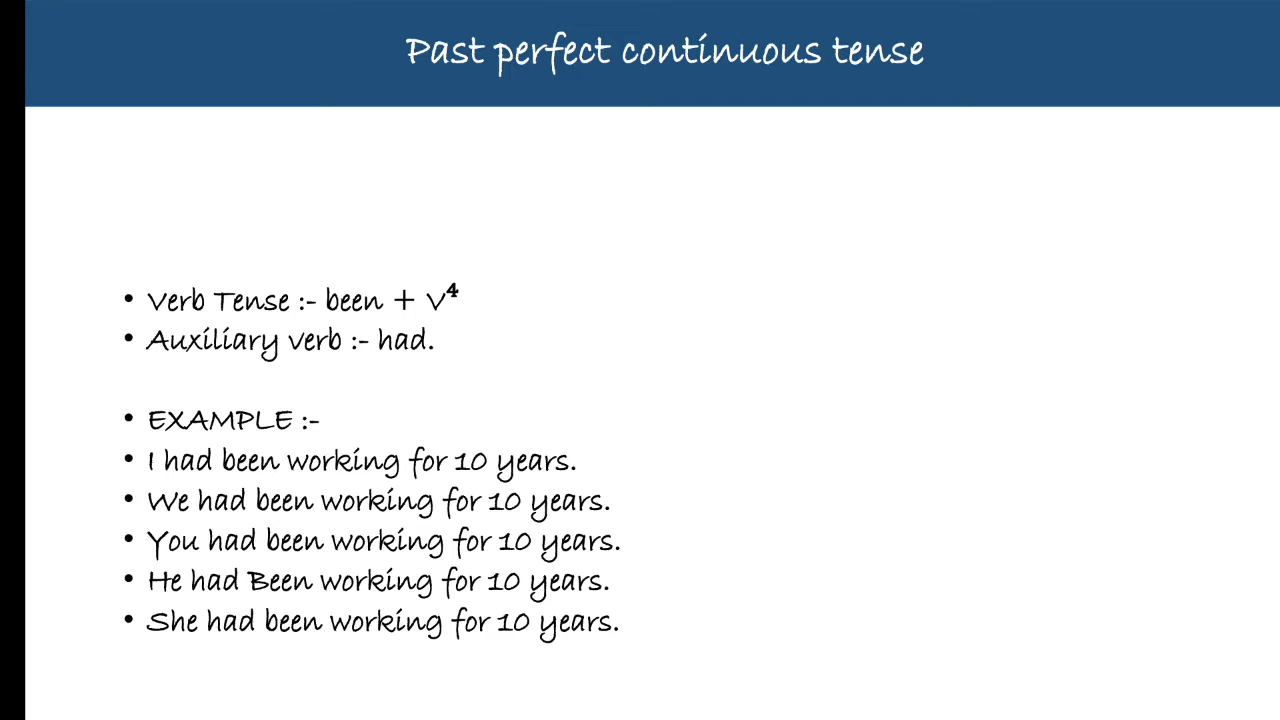 Past perfect continuous tense
• Verb Tense :- been + V⁴
• Auxiliary verb :- had.
• EXAMPLE :-
• I had been working for 10 years.
• We had been working for 10 years.
• You had been working for 10 years.
• He had Been working for 10 years.
• She had been working for 10 years.